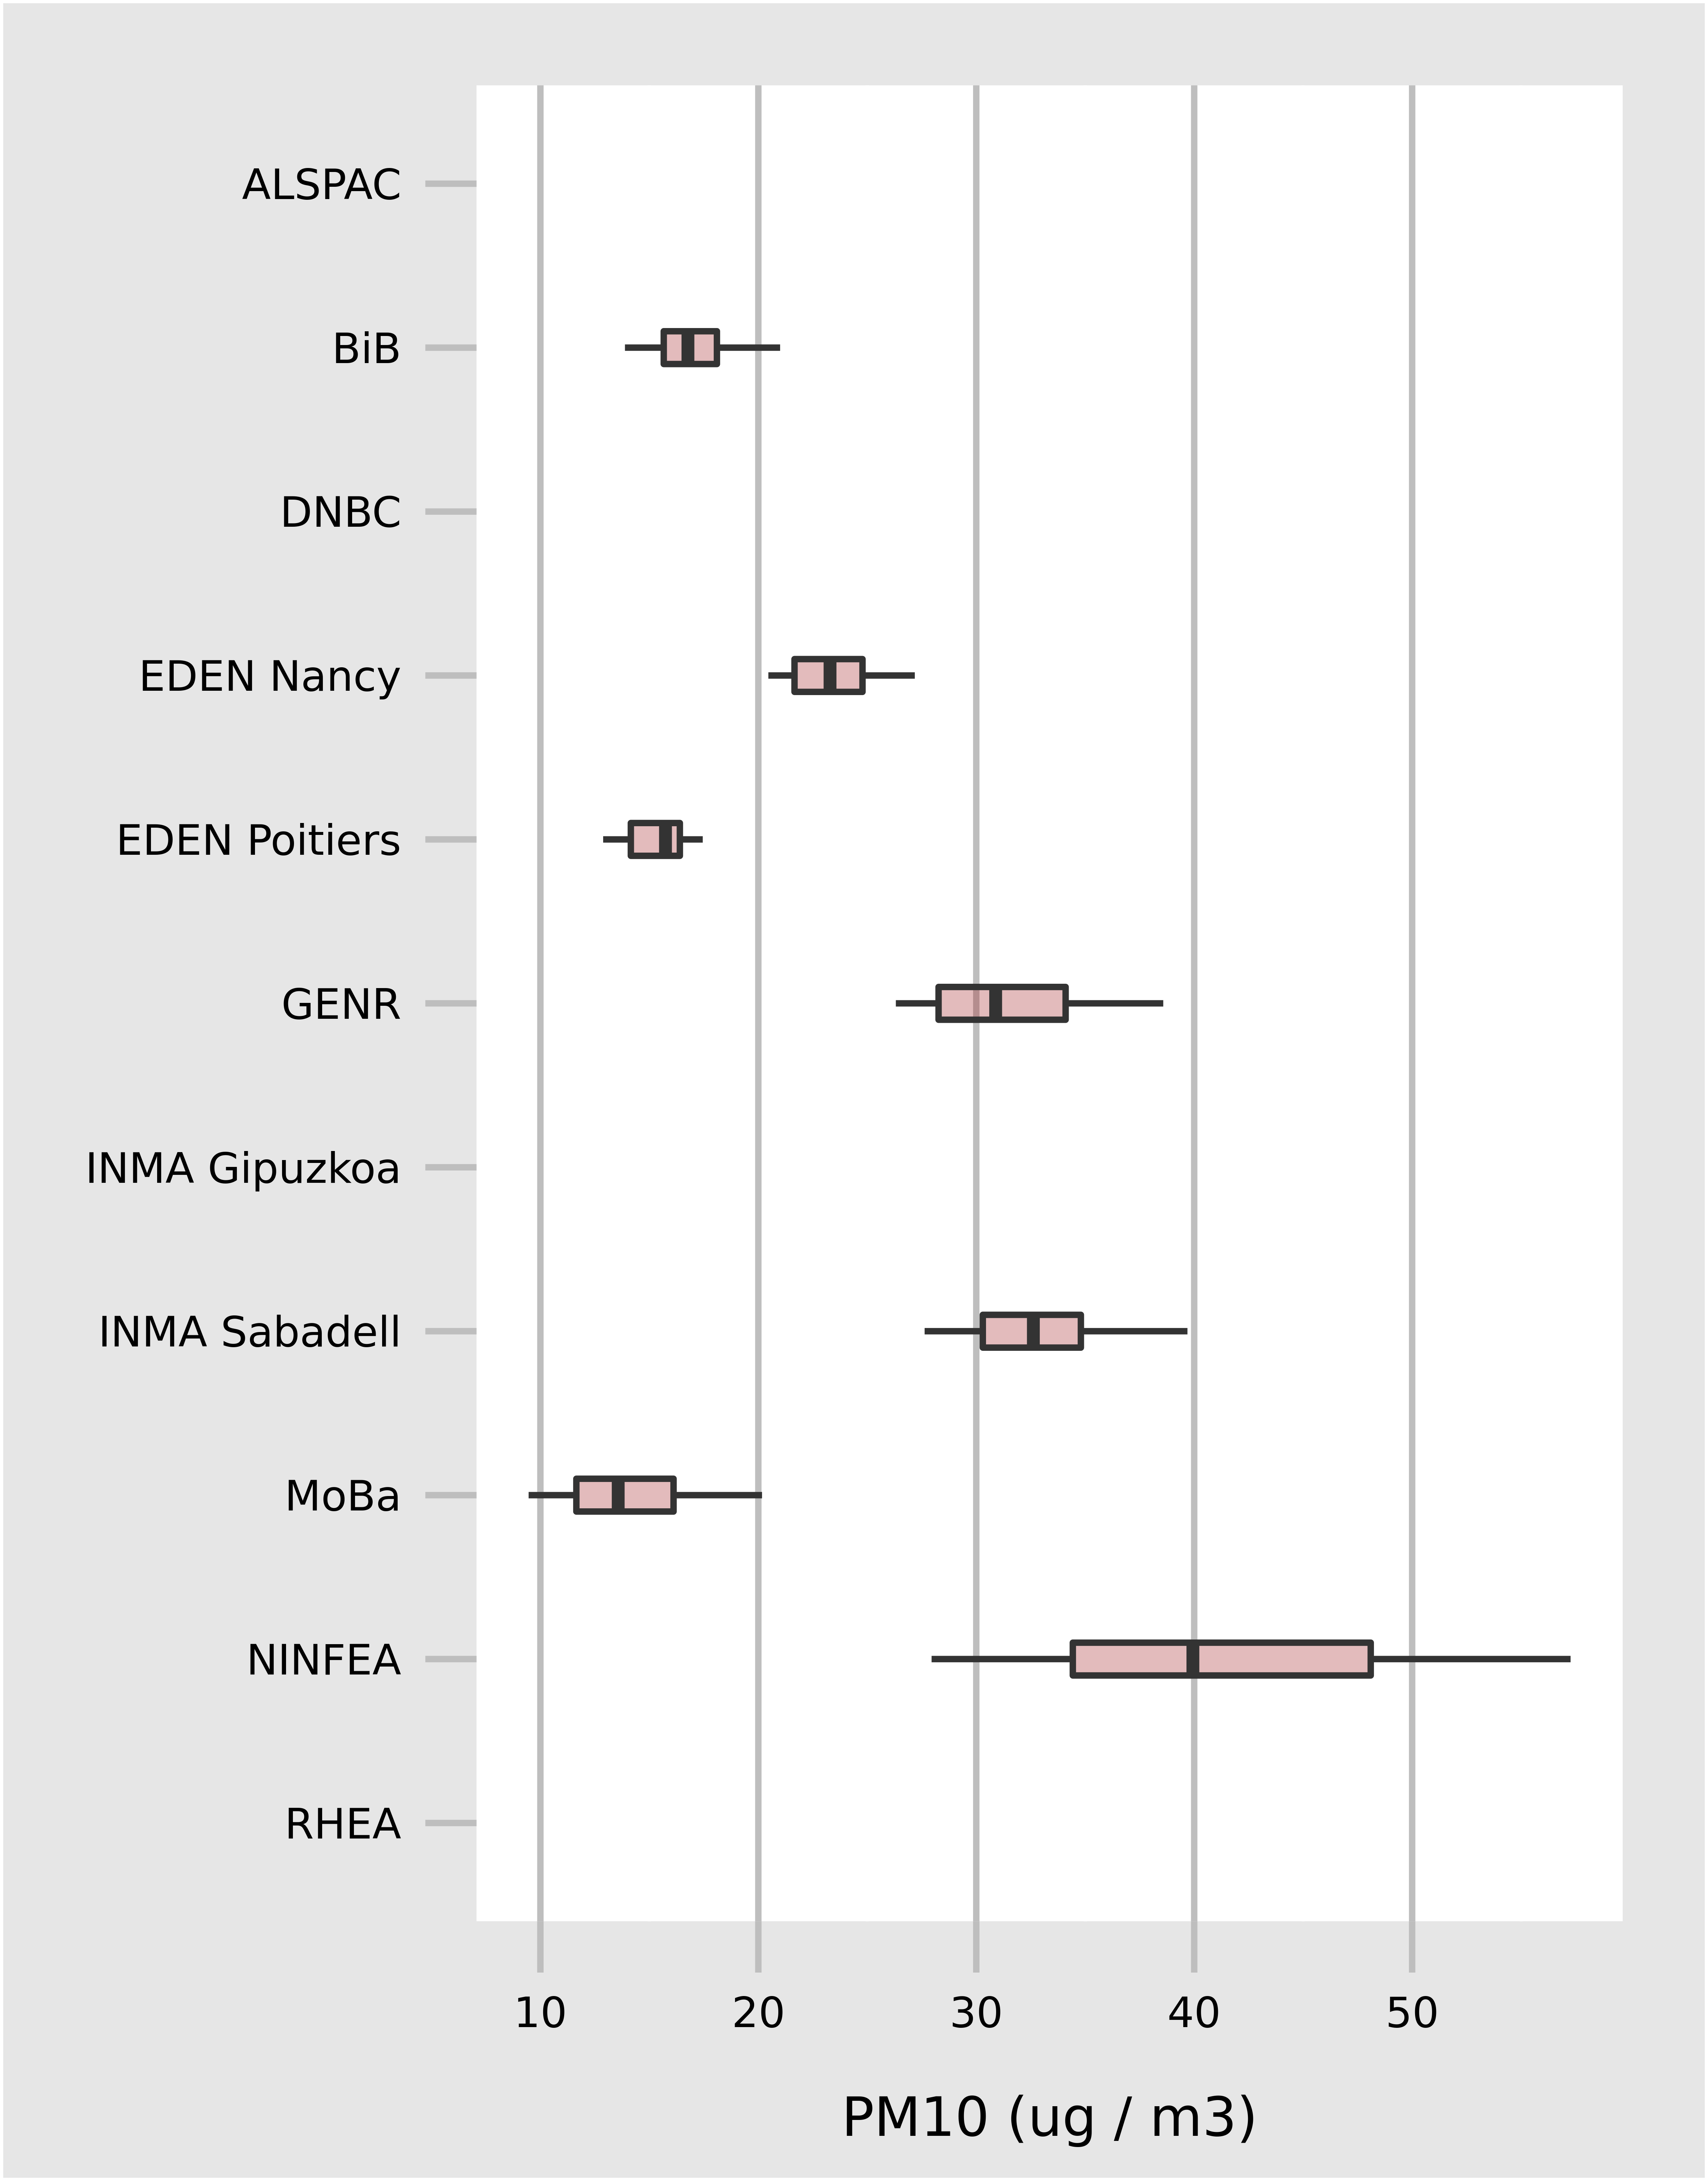 ALSPAC
BiB
DNBC
EDEN Nancy
EDEN Poitiers
GENR
INMA Gipuzkoa
INMA Sabadell
MoBa
NINFEA
RHEA
10 20 30 40 50
PM10 (ug / m3)